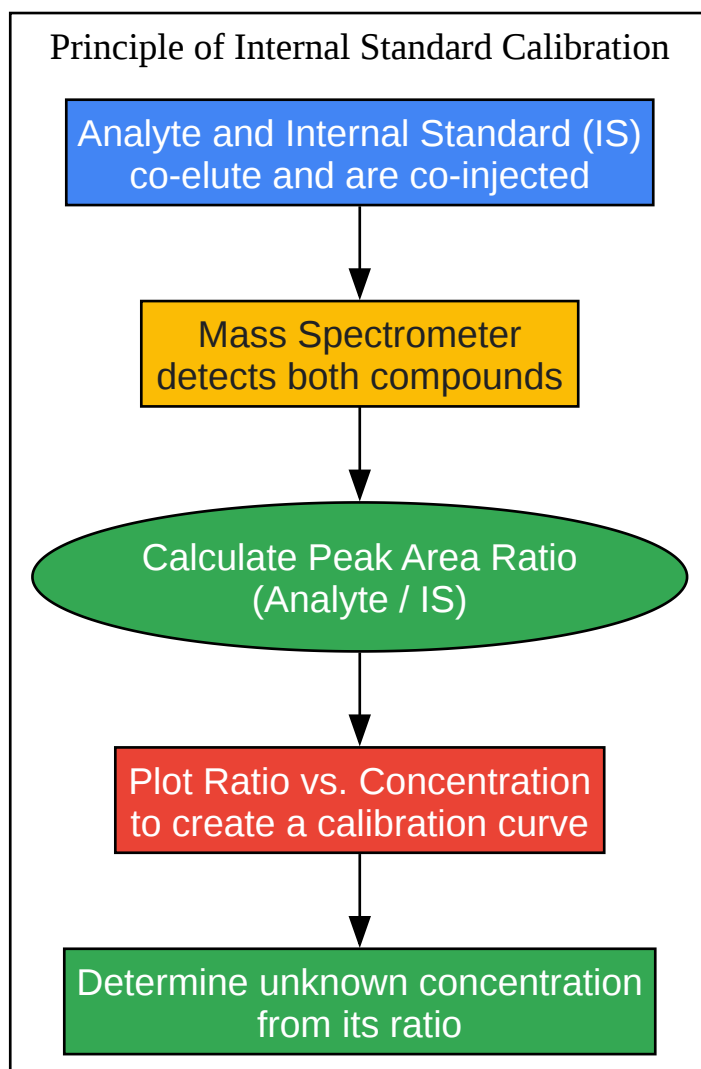 Principle of Internal Standard Calibration
Analyte and Internal Standard (IS)
co-elute and are co-injected
Mass Spectrometer
detects both compounds
Calculate Peak Area Ratio
(Analyte / IS)
Plot Ratio vs. Concentration
to create a calibration curve
Determine unknown concentration
from its ratio